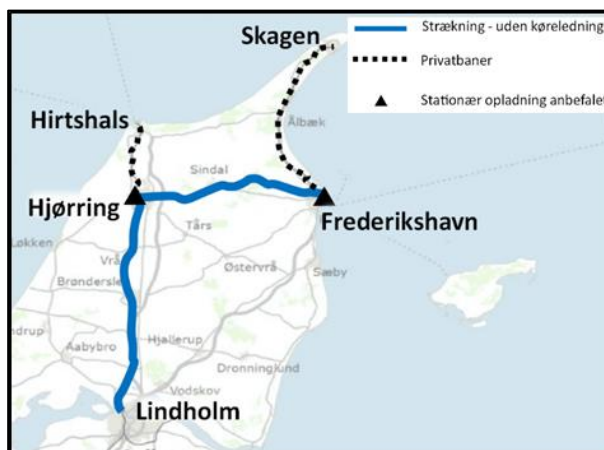 Strækning - uden køreledning
Privatbaner
Stationær opladning anbefalet
Skagen
Hirtshals
Ålbæk
Sindal
Hjørring
Frederikshavn
Tårs
Løkken
Vrå
Østervrå
Sæby
Brønderslev
ndrup
Hjallerup
Aabybro
Dronninglund
Vodskov
Lindholm